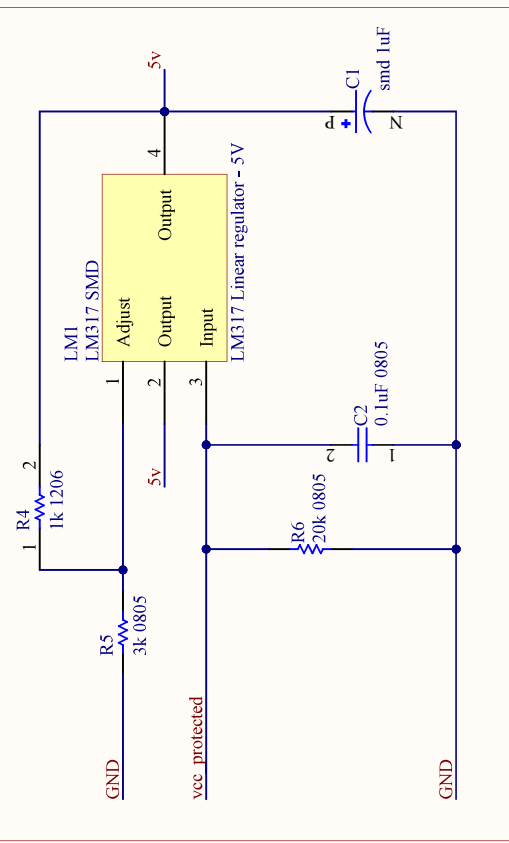 5v
C1
smd 1uF
P
N
4
LM1
LM317 SMD
Adjust
Output
Output
Input
LM317 Linear regulator - 5V
1
2
3
5v
C2
0.1uF 0805
2
1
R4
1k 1206
2
1
R6
20k 0805
R5
3k 0805
GND
vcc_protected
GND